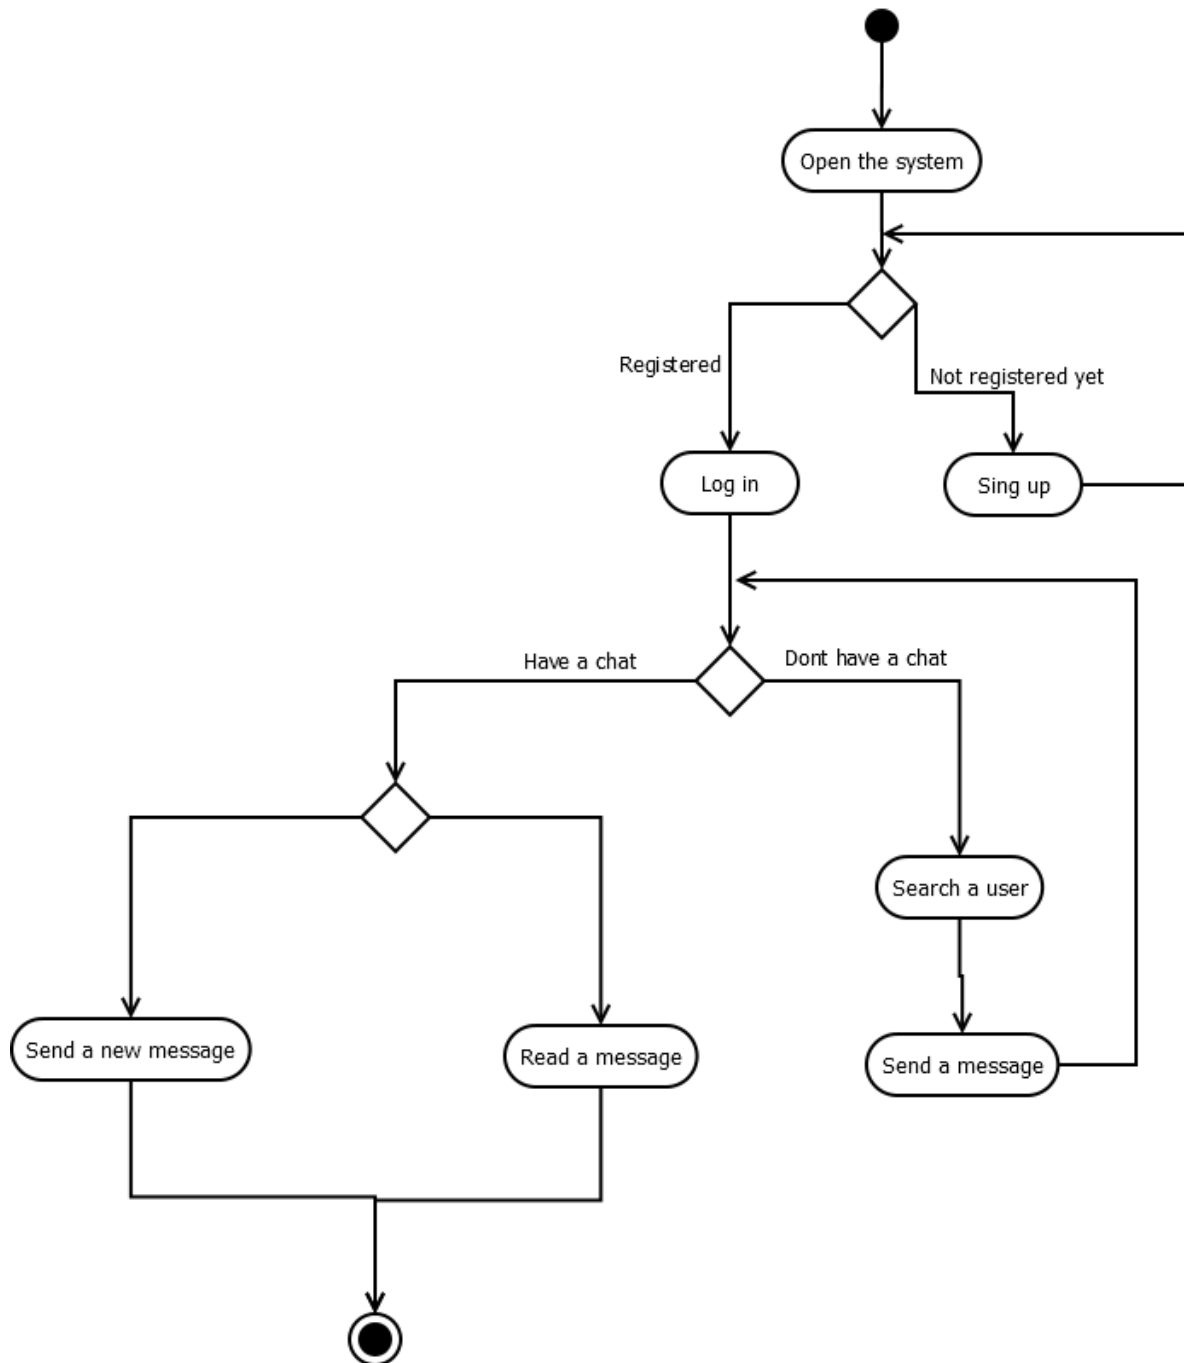 Open the system
Registered
Not registered yet
Log in
Sing up
Have a chat
Dont have a chat
Search a user
Send a new message
Read a message
Send a message